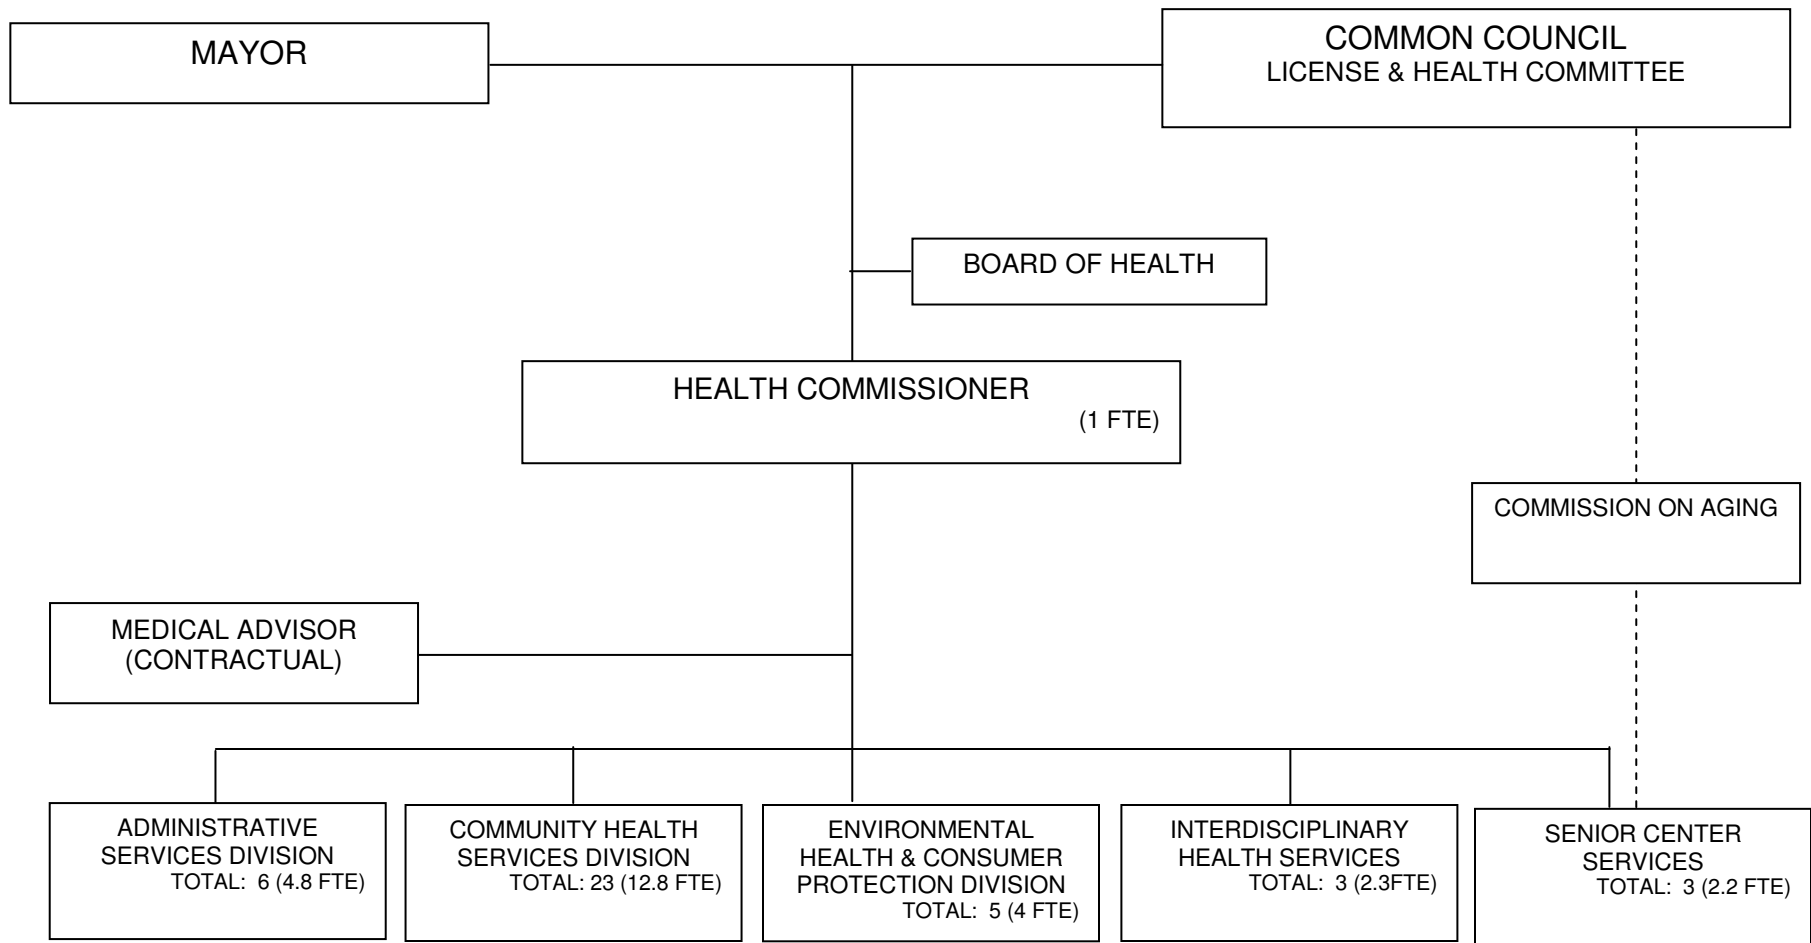 MAYOR
COMMON COUNCIL
LICENSE & HEALTH COMMITTEE
BOARD OF HEALTH
HEALTH COMMISSIONER
(1 FTE)
COMMISSION ON AGING
MEDICAL ADVISOR
(CONTRACTUAL)
ADMINISTRATIVE
SERVICES DIVISION
TOTAL: 6 (4.8 FTE)
COMMUNITY HEALTH
SERVICES DIVISION
TOTAL: 23 (12.8 FTE)
ENVIRONMENTAL
HEALTH & CONSUMER
PROTECTION DIVISION
TOTAL: 5 (4 FTE)
INTERDISCIPLINARY
HEALTH SERVICES
TOTAL: 3 (2.3FTE)
SENIOR CENTER
SERVICES
TOTAL: 3 (2.2 FTE)